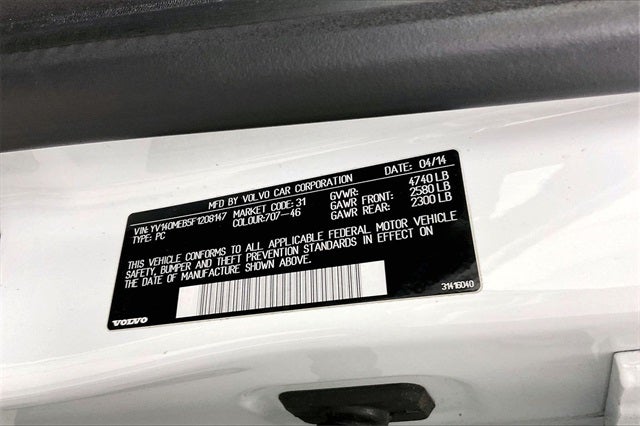 MFD BY VOLVO CAR CORPORATION DATE: 04/14
VIN: YV140MEB5F1208147 MARKET CODE: 31 GVWR: 4740 LB
TYPE: PC COLOUR:707-46 GAWR FRONT: 2580 LB
GAWR REAR: 2300 LB
THIS VEHICLE CONFORMS TO ALL APPLICABLE FEDERAL MOTOR VEHICLE
SAFETY, BUMPER AND THEFT PREVENTION STANDARDS IN EFFECT ON
THE DATE OF MANUFACTURE SHOWN ABOVE.
31416040
VOLVO